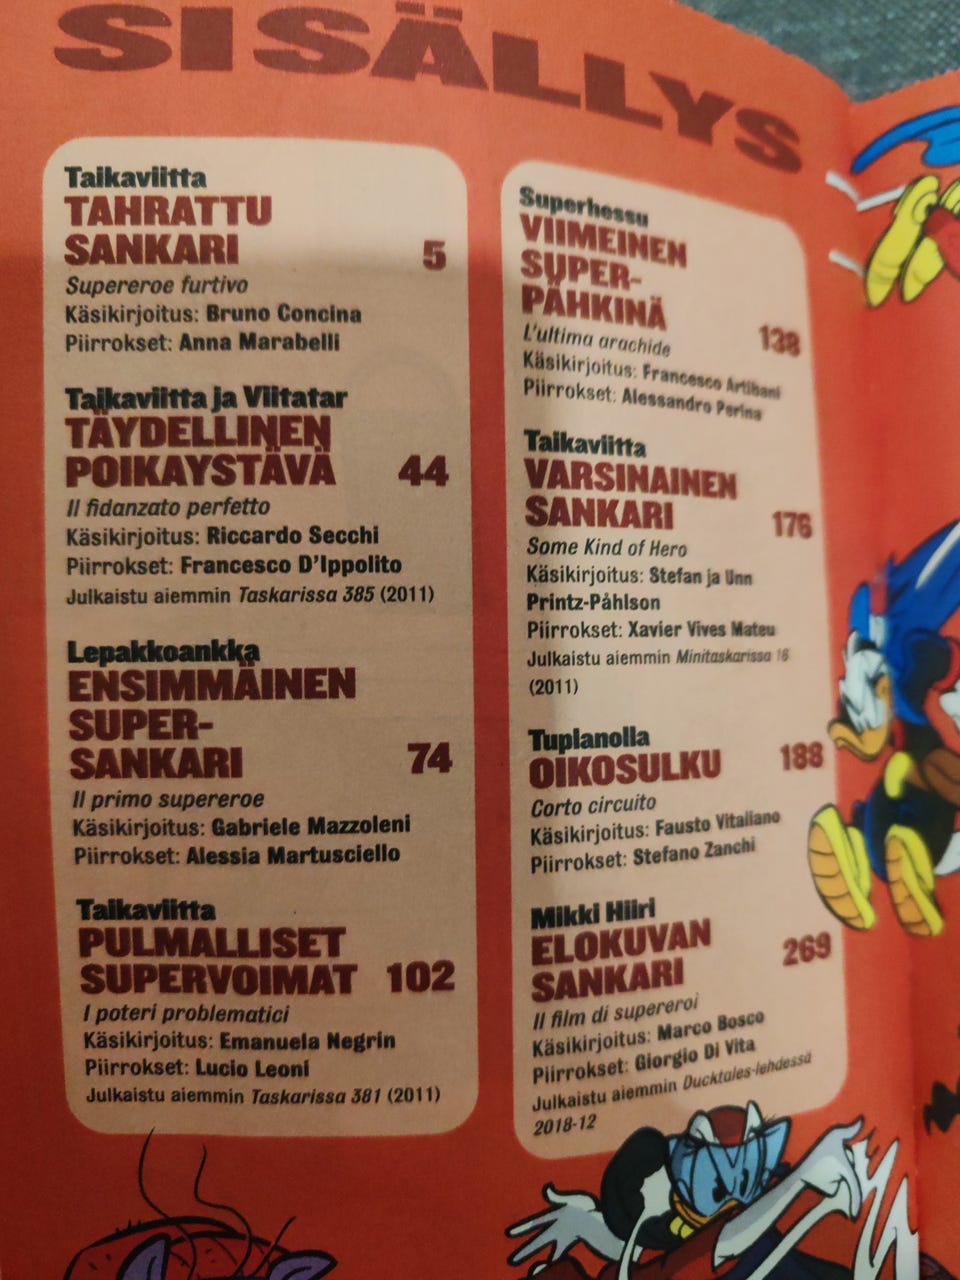 SISÄLLYS
Taikaviitta
TAHRATTU
SANKARI 5
Supereroe furtivo
Käsikirjoitus: Bruno Concina
Piirrokset: Anna Marabelli
Taikaviitta ja Viitatar
TÄYDELLINEN
POIKAYSTÄVÄ 44
Il fidanzato perfetto
Käsikirjoitus: Riccardo Secchi
Piirrokset: Francesco D'Ippolito
Julkaistu aiemmin Taskarissa 385 (2011)
Lepakkoankka
ENSIMMÄINEN
SUPER-
SANKARI 74
Il primo supereroe
Käsikirjoitus: Gabriele Mazzoleni
Piirrokset: Alessia Martusciello
Taikaviitta
PULMALLISET
SUPERVOIMAT 102
I poteri problematici
Käsikirjoitus: Emanuela Negrin
Piirrokset: Lucio Leoni
Julkaistu aiemmin Taskarissa 381 (2011)
Superhessu
VIIMEINEN
SUPER-
PÄHKINÄ 138
L'ultima arachide
Käsikirjoitus: Francesco Artibani
Piirrokset: Alessandro Perina
Taikaviitta
VARSINAINEN
SANKARI 176
Some Kind of Hero
Käsikirjoitus: Stefan ja Unn
Printz-Påhlson
Piirrokset: Xavier Vives Mateu
Julkaistu aiemmin Minitaskarissa 16
(2011)
Tuplanolla
OIKOSULKU 188
Corto circuito
Käsikirjoitus: Fausto Vitaliano
Piirrokset: Stefano Zanchi
Mikki Hiiri
ELOKUVAN
SANKARI 269
Il film di supereroi
Käsikirjoitus: Marco Bosco
Piirrokset: Giorgio Di Vita
Julkaistu aiemmin Ducktales-lehdessä
2018-12